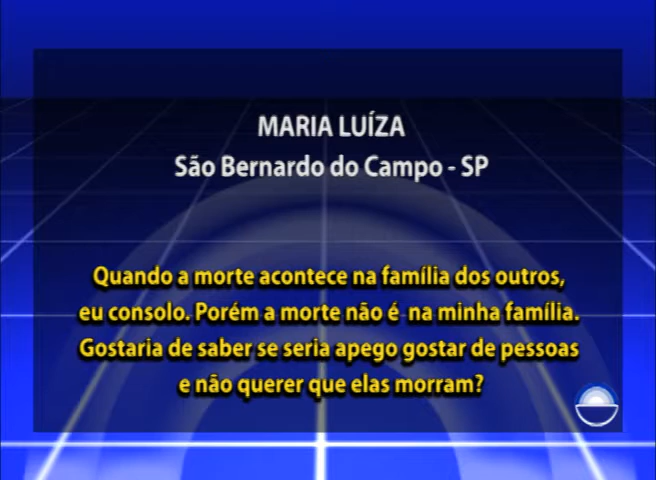 MARIA LUÍZA
São Bernardo do Campo - SP
Quando a morte acontece na família dos outros,
eu consolo. Porém a morte não é na minha família.
Gostaria de saber se seria apego gostar de pessoas
e não querer que elas morram?